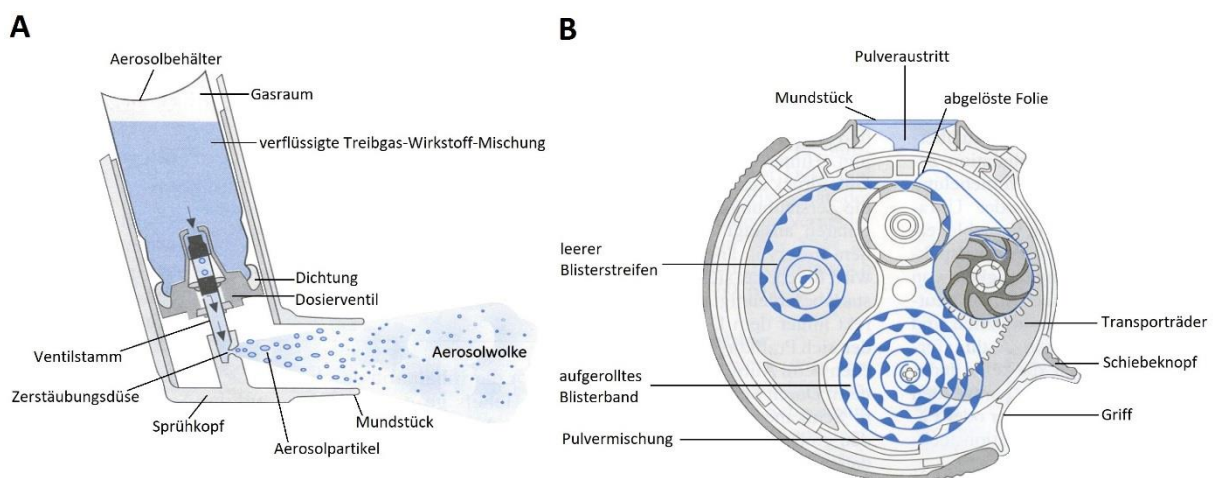 A
Aerosolbehälter
Gasraum
verflüssigte Treibgas-Wirkstoff-Mischung
Dichtung
Dosierventil
Ventilstamm
Aerosolwolke
Zerstäubungsdüse
Sprühkopf
Mundstück
Aerosolpartikel
B
Pulveraustritt
Mundstück
abgelöste Folie
leerer
Blisterstreifen
Transporträder
Schiebeknopf
aufgerolltes
Blisterband
Griff
Pulvermischung